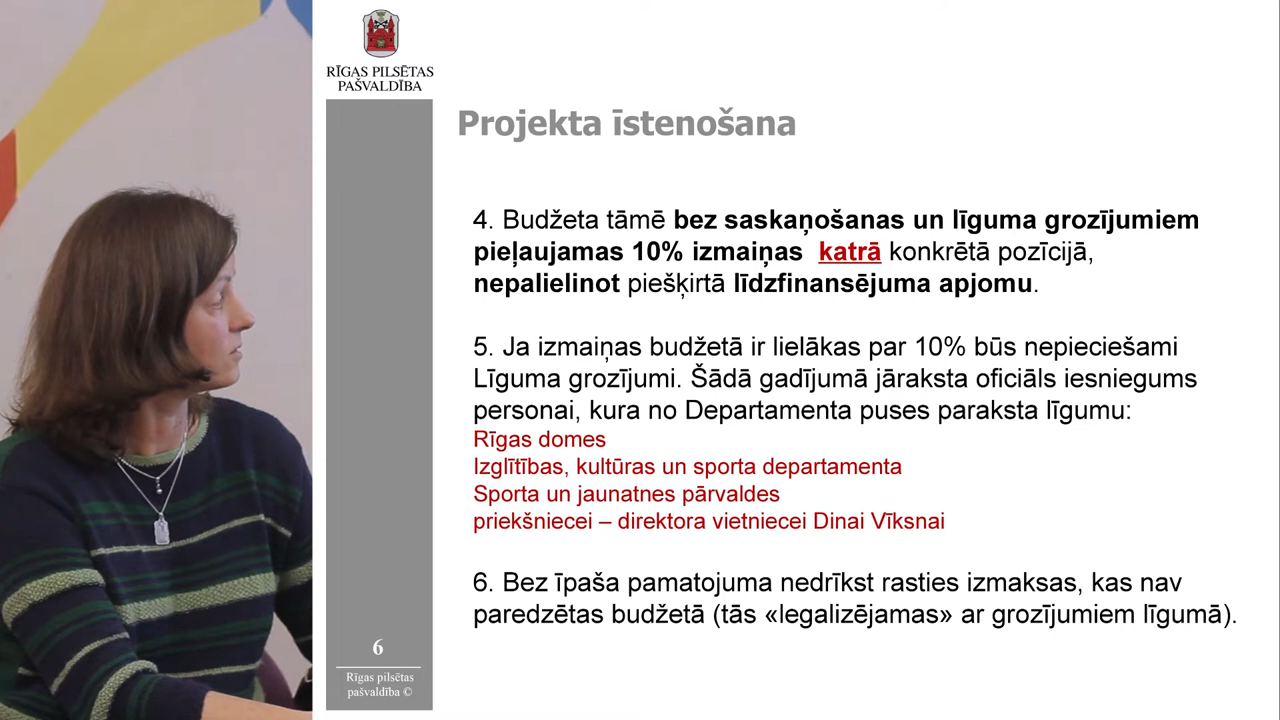 RĪGAS PILSĒTAS
PAŠVALDĪBA
Projekta īstenošana
4. Budžeta tāmē bez saskaņošanas un līguma grozījumiem
pieļaujamas 10% izmaiņas katrā konkrētā pozīcijā,
nepalielinot piešķirtā līdzfinansējuma apjomu.
5. Ja izmaiņas budžetā ir lielākas par 10% būs nepieciešami
Līguma grozījumi. Šādā gadījumā jāraksta oficiāls iesniegums
personai, kura no Departamenta puses paraksta līgumu:
Rīgas domes
Izglītības, kultūras un sporta departamenta
Sporta un jaunatnes pārvaldes
priekšniecei – direktora vietniecei Dinai Vīksnai
6. Bez īpaša pamatojuma nedrīkst rasties izmaksas, kas nav
paredzētas budžetā (tās «legalizējamas» ar grozījumiem līgumā).
6
Rīgas pilsētas
pašvaldība ©